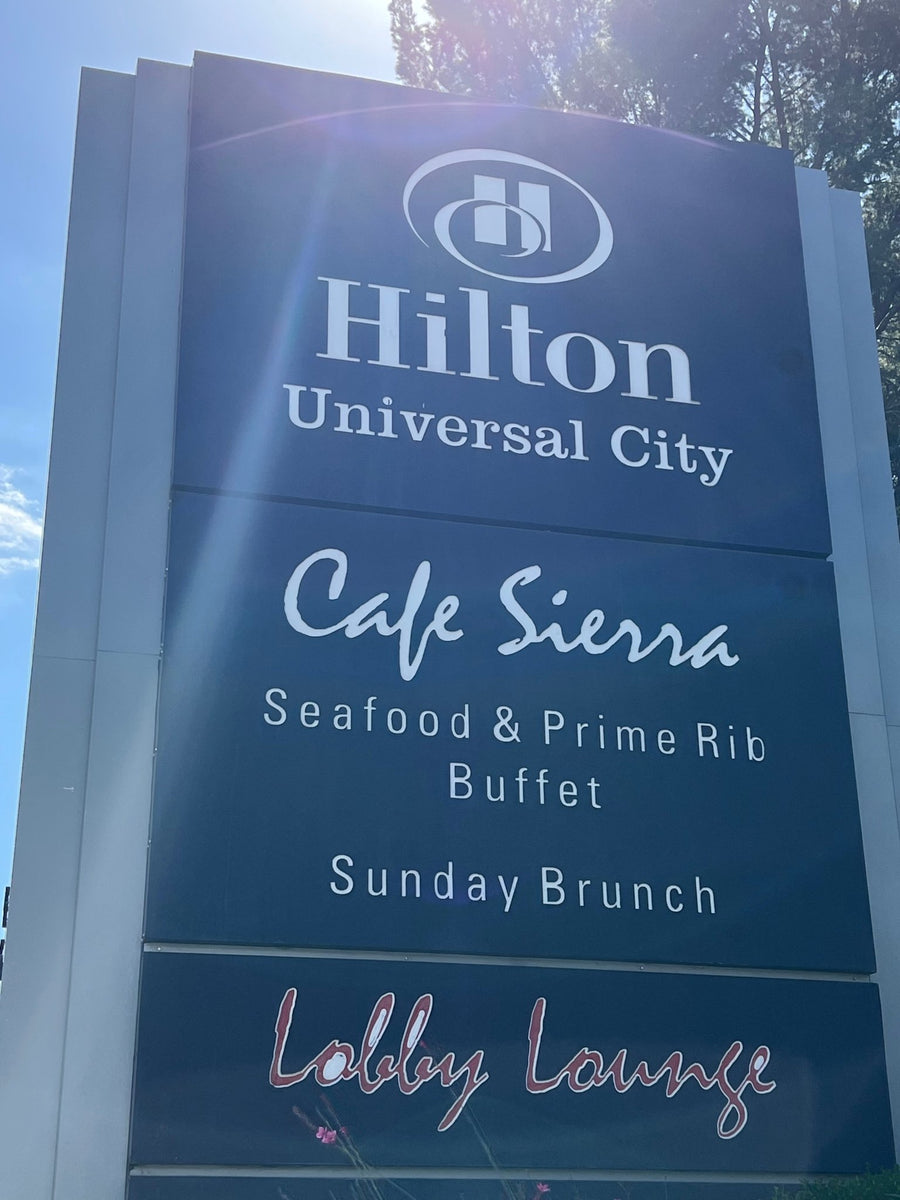 Hilton
Universal City
Cafe Sierra
Seafood & Prime Rib
Buffet
Sunday Brunch
Lobby Lounge